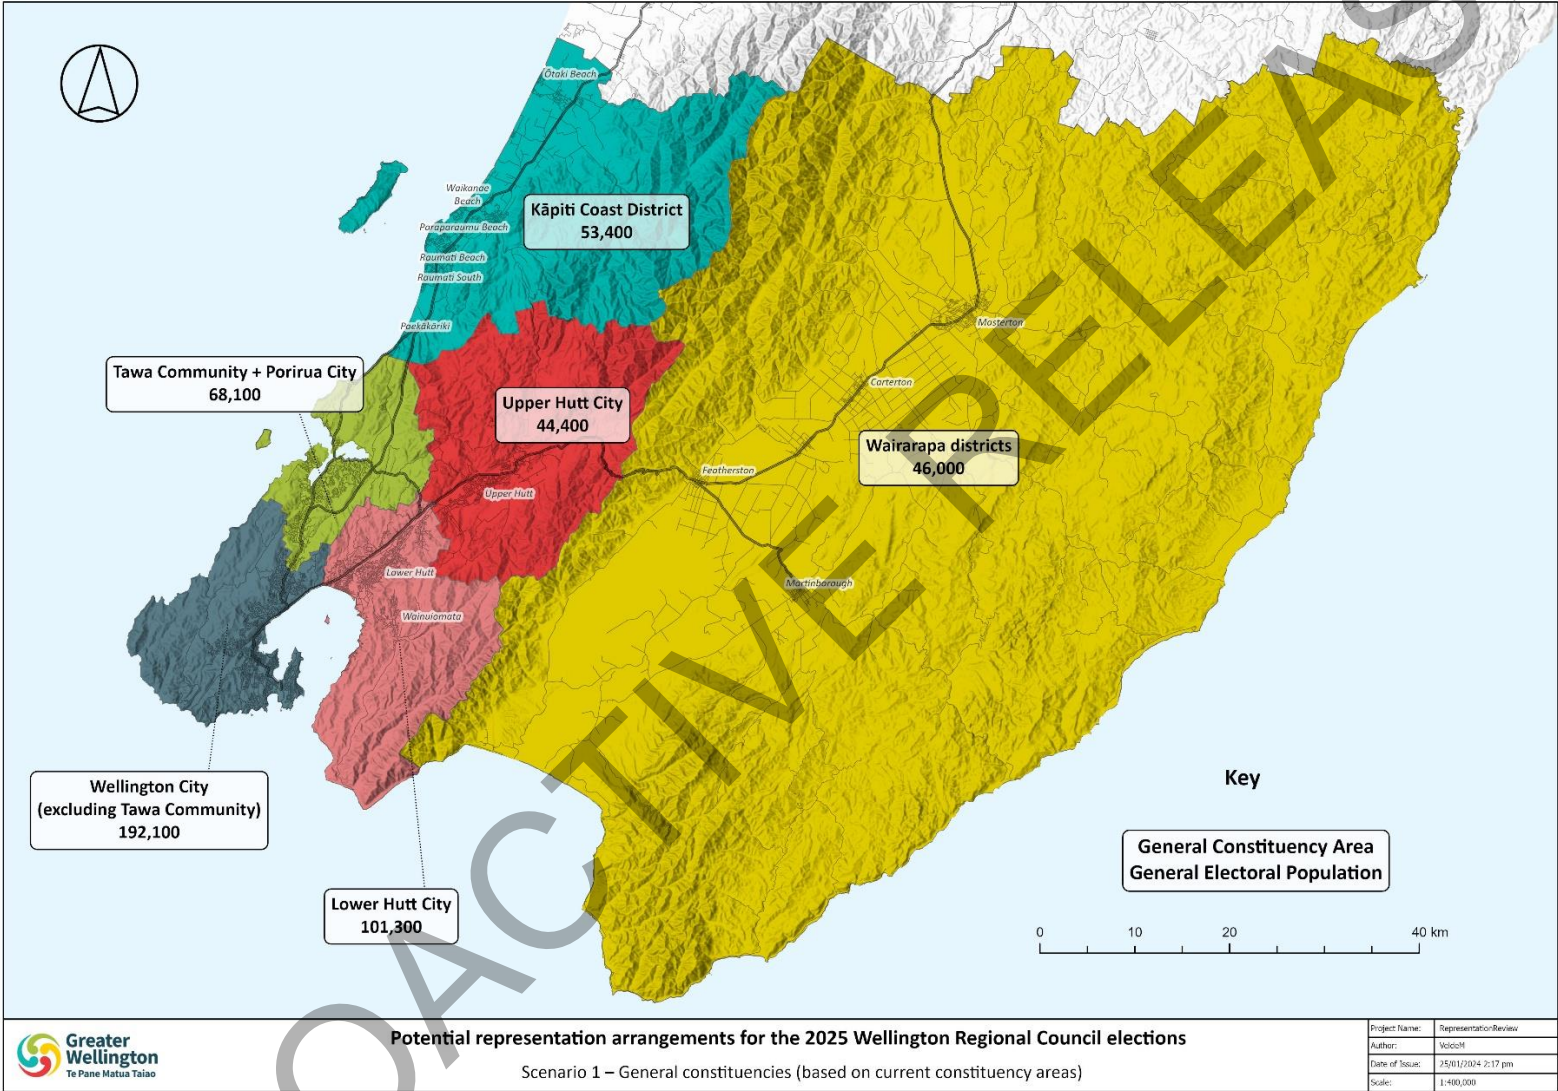 Ōtaki Beach
Waikanae
Beach
Paraparaumu Beach
Raumati Beach
Raumati South
Paekākāriki
Kāpiti Coast District
53,400
Tawa Community + Porirua City
68,100
Upper Hutt City
44,400
Upper Hutt
Masterton
Carterton
Wairarapa districts
46,000
Featherston
Martinborough
Lower Hutt
Wainuiomata
Wellington City
(excluding Tawa Community)
192,100
Lower Hutt City
101,300
Key
General Constituency Area
General Electoral Population
0 10 20 40 km
OACTIVE RELEAS
Greater
Wellington
Te Pane Matua Taiao
Potential representation arrangements for the 2025 Wellington Regional Council elections
Scenario 1 – General constituencies (based on current constituency areas)
Project Name: RepresentationReview
Author: VeldeM
Date of Issue: 25/01/2024 2:17 pm
Scale: 1:400,000